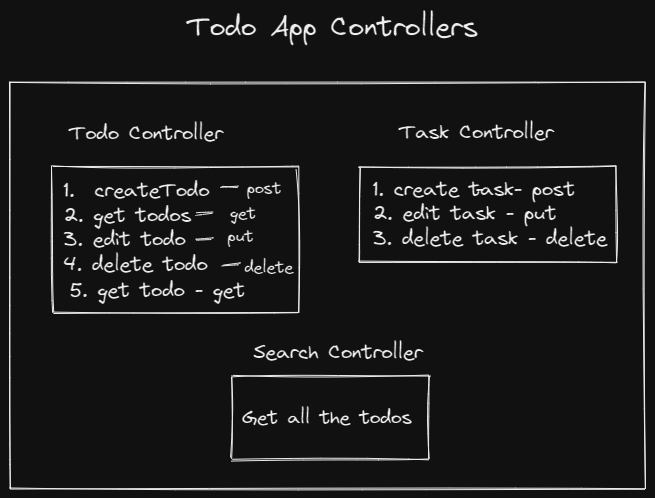 Todo App Controllers
Todo Controller
1. createTodo — post
2. get todos — get
3. edit todo — put
4. delete todo — delete
5. get todo - get
Task Controller
1. create task- post
2. edit task - put
3. delete task - delete
Search Controller
Get all the todos